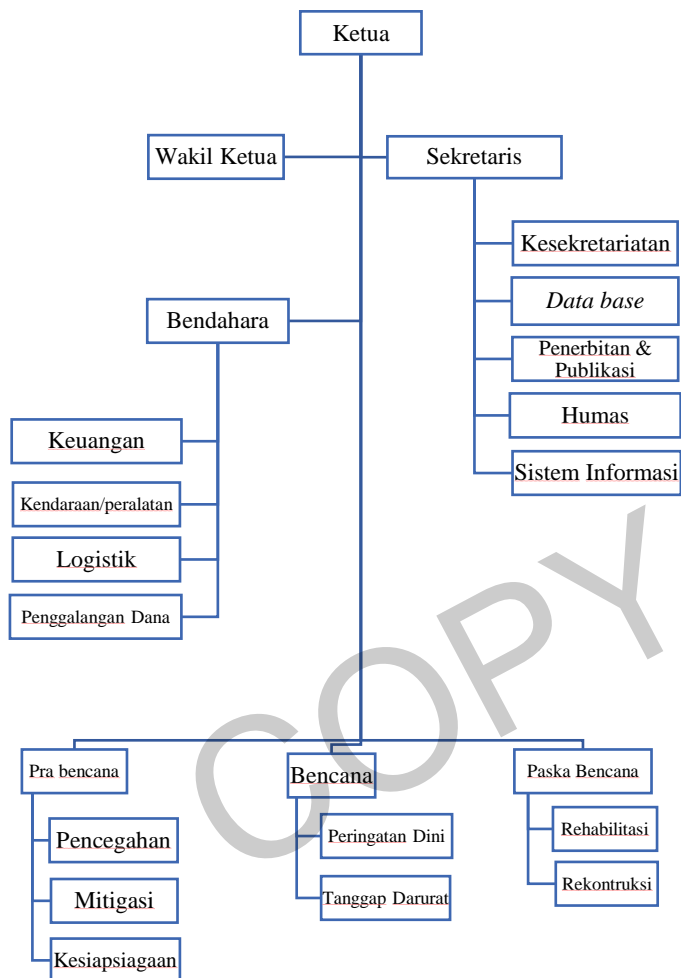 Ketua
Wakil Ketua
Sekretaris
Kesekretariatan
Data base
Penerbitan &
Publikasi
Humas
Sistem Informasi
Bendahara
Keuangan
Kendaraan/peralatan
Logistik
Penggalangan Dana
Pra bencana
Pencegahan
Mitigasi
Kesiapsiagaan
Bencana
Peringatan Dini
Tanggap Darurat
Paska Bencana
Rehabilitasi
Rekontruksi
COPY